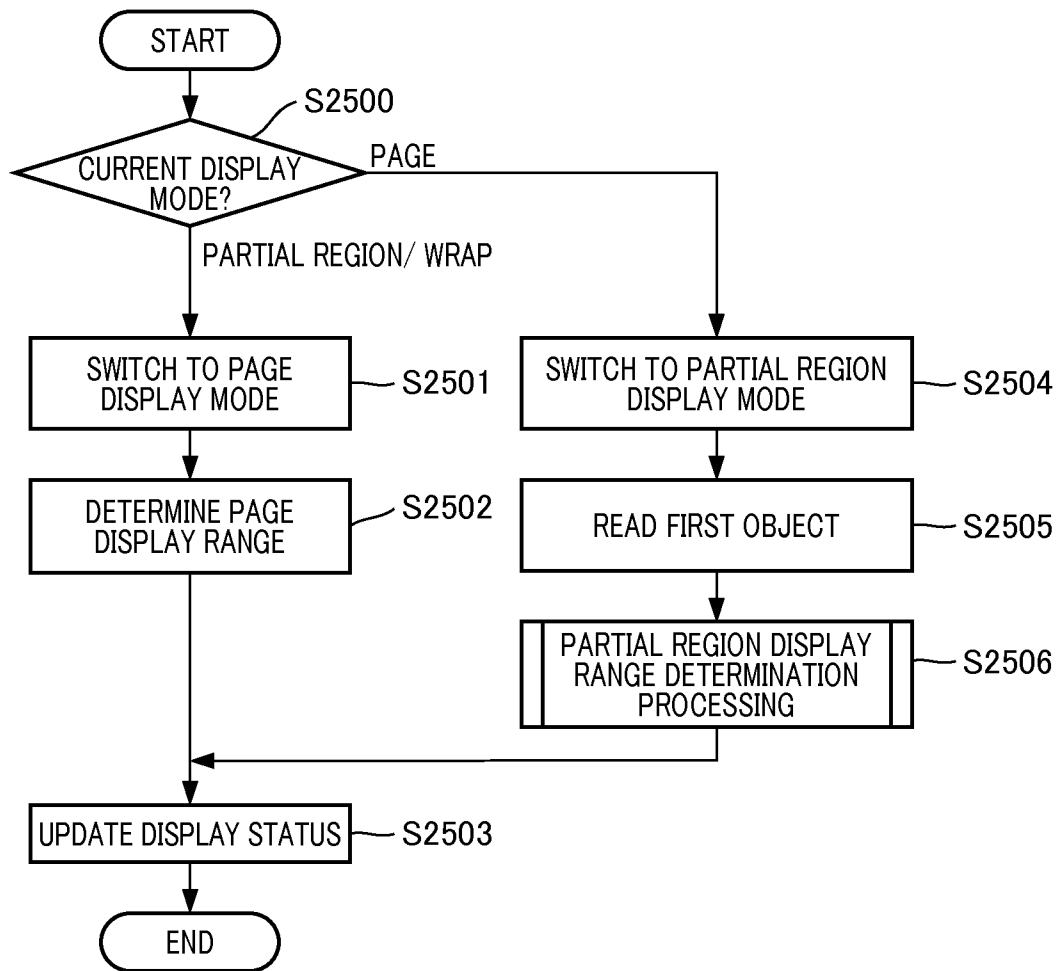 START
S2500
CURRENT DISPLAY
MODE?
PAGE
PARTIAL REGION/ WRAP
SWITCH TO PAGE
DISPLAY MODE
S2501
SWITCH TO PARTIAL REGION
DISPLAY MODE
S2504
DETERMINE PAGE
DISPLAY RANGE
S2502
READ FIRST OBJECT
S2505
PARTIAL REGION DISPLAY
RANGE DETERMINATION
PROCESSING
S2506
UPDATE DISPLAY STATUS
S2503
END